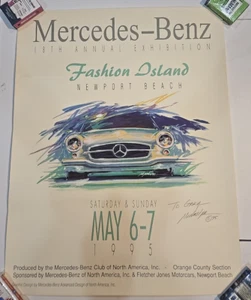 Mercedes-Benz
18TH ANNUAL EXHIBITION
Fashion Island
NEWPORT BEACH
SATURDAY & SUNDAY
MAY 6-7
1995
Produced by the Mercedes-Benz Club of North America, Inc. - Orange County Section
Sponsored by Mercedes-Benz of North America, Inc. & Fletcher Jones Motorcars, Newport Beach